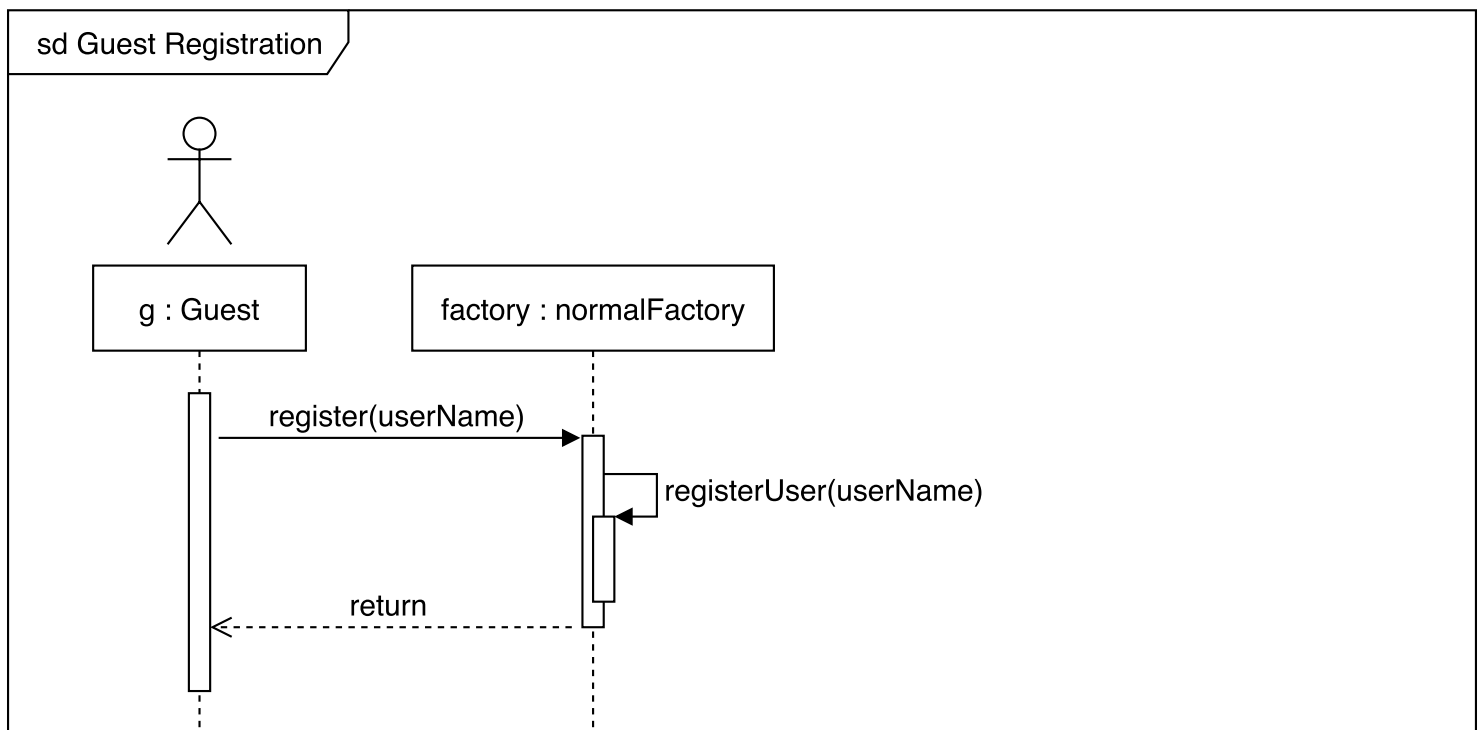 sd Guest Registration
g : Guest
factory : normalFactory
register(userName)
registerUser(userName)
return